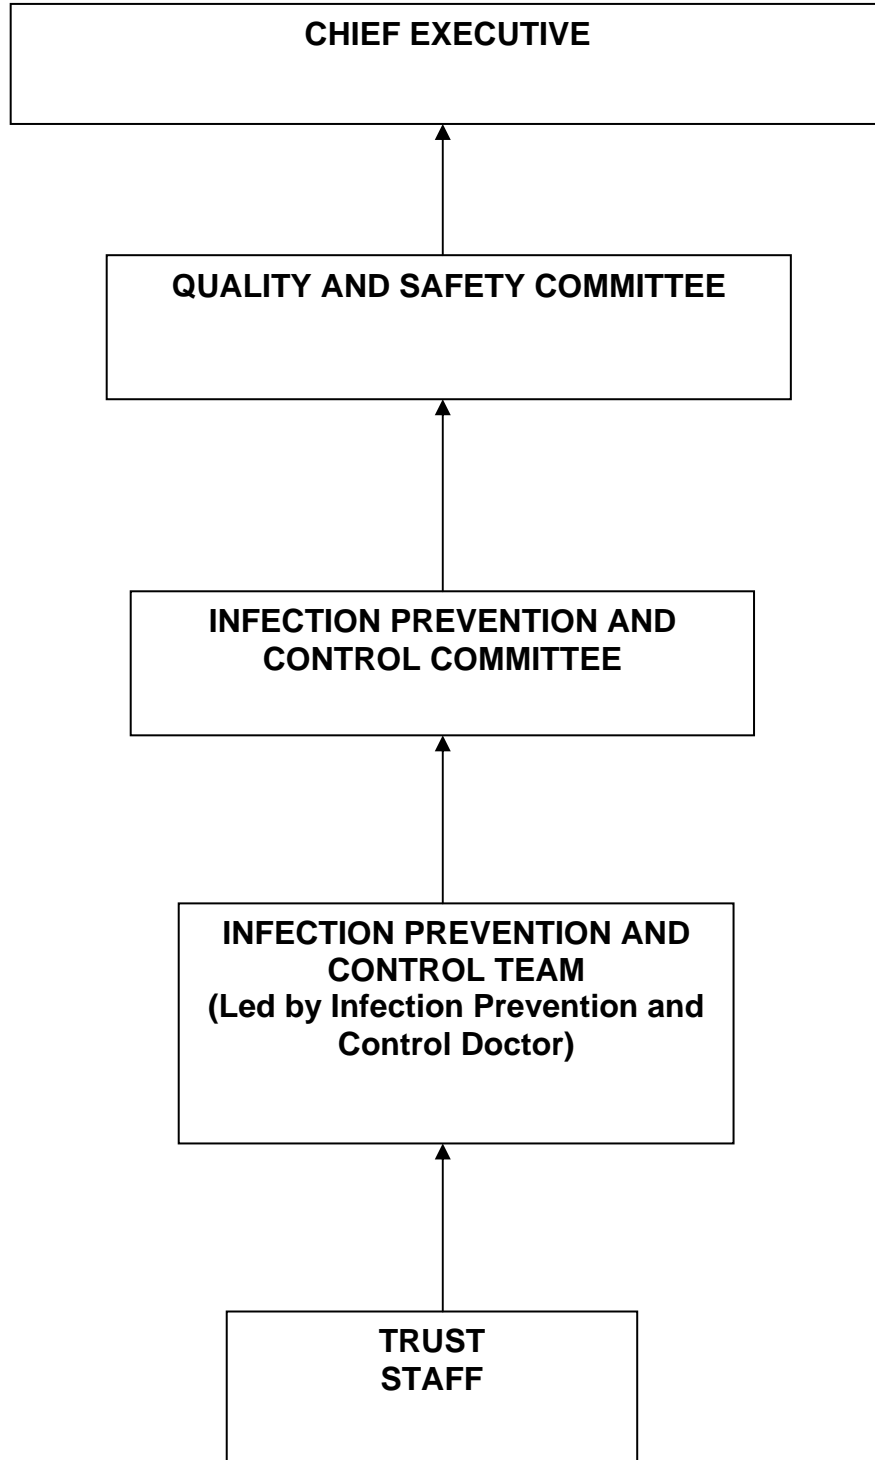 CHIEF EXECUTIVE
QUALITY AND SAFETY COMMITTEE
INFECTION PREVENTION AND
CONTROL COMMITTEE
INFECTION PREVENTION AND
CONTROL TEAM
(Led by Infection Prevention and
Control Doctor)
TRUST
STAFF